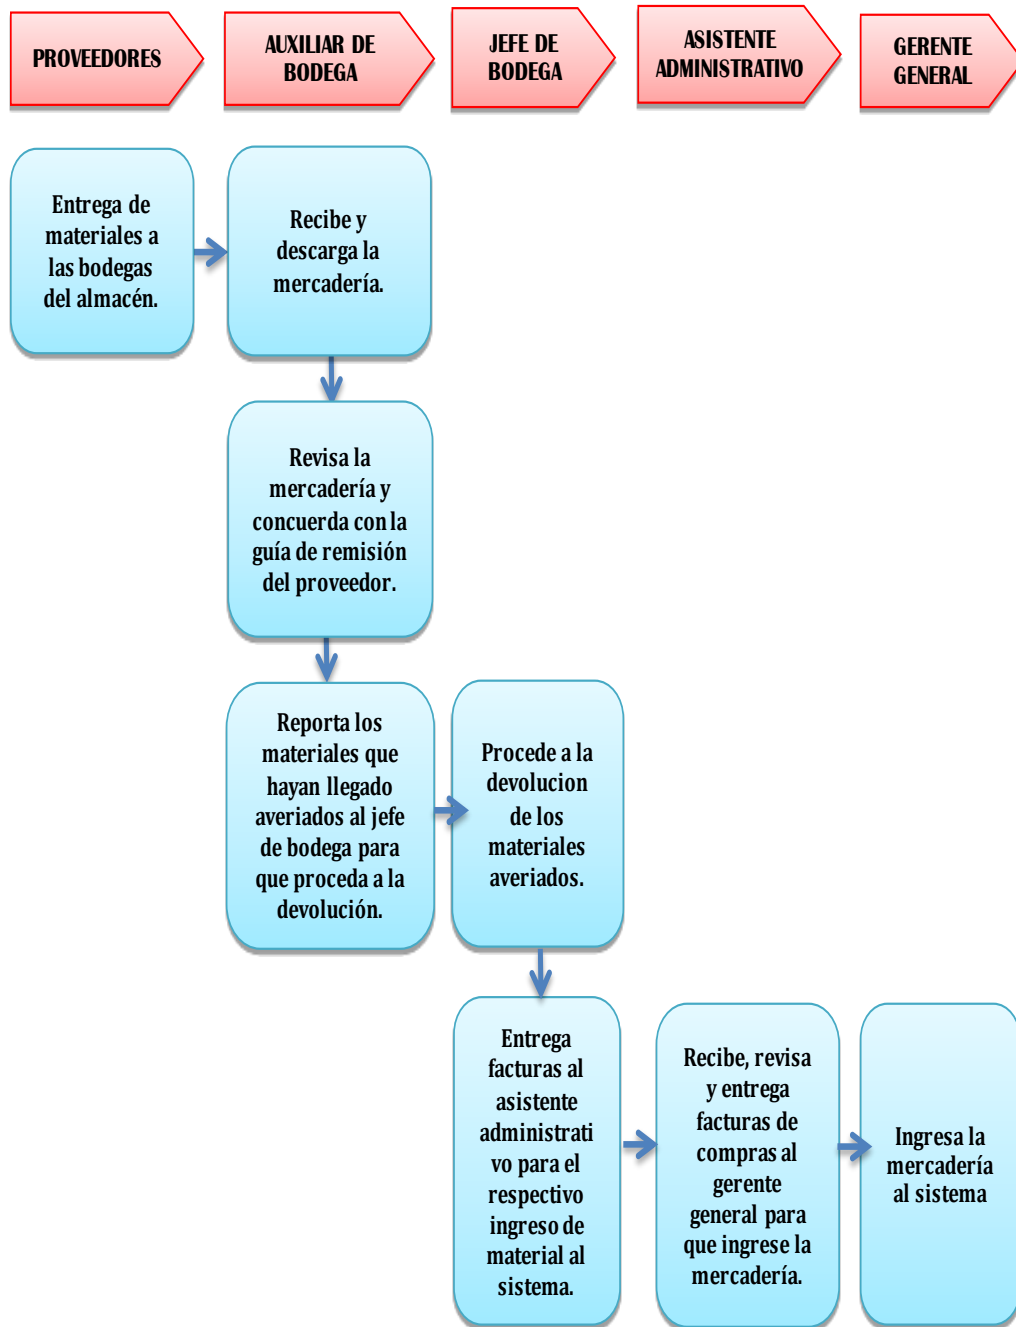 PROVEEDORES
AUXILIAR DE
BODEGA
JEFE DE
BODEGA
ASISTENTE
ADMINISTRATIVO
GERENTE
GENERAL
Entrega de
materiales a
las bodegas
del almacén.
Recibe y
descarga la
mercadería.
Revisa la
mercadería y
concuerda con la
guía de remisión
del proveedor.
Reporta los
materiales que
hayan llegado
averiados al jefe
de bodega para
que proceda a la
devolución.
Procede a la
devolucion
de los
materiales
averiados.
Entrega
facturas al
asistente
administrati
vo para el
respectivo
ingreso de
material al
sistema.
Recibe, revisa
y entrega
facturas de
compras al
gerente
general para
que ingrese la
mercadería.
Ingresa la
mercadería
al sistema